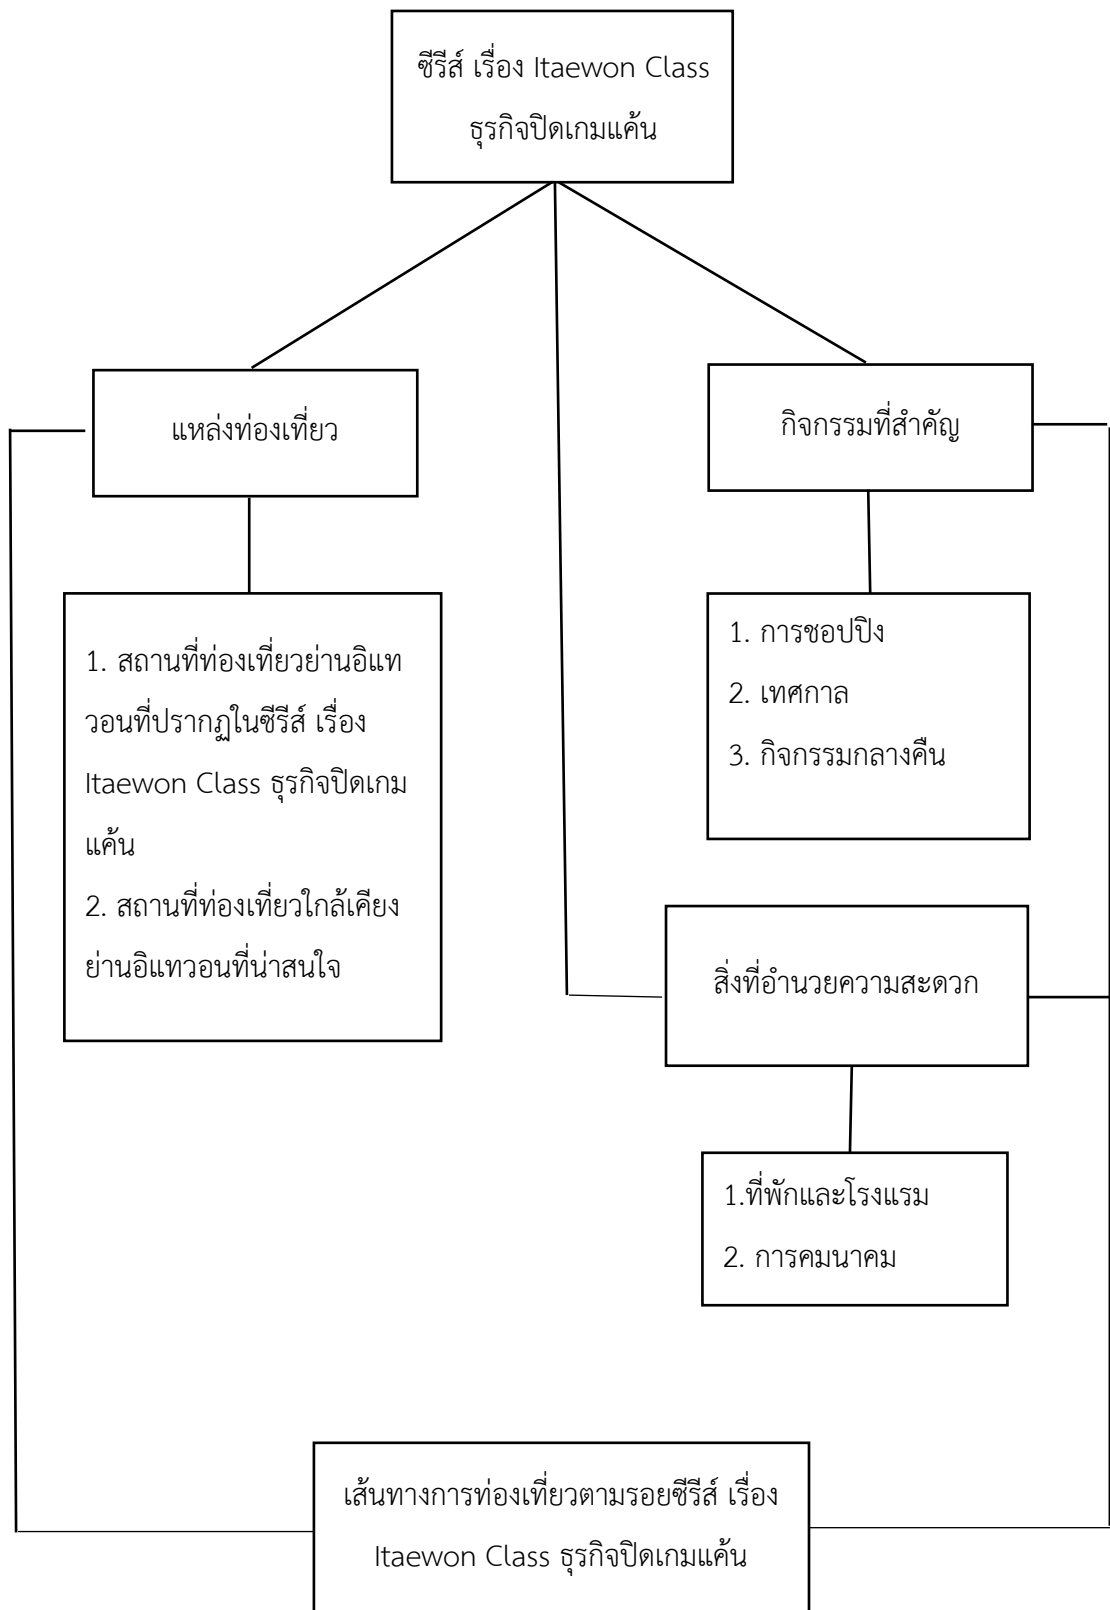 ซีรีส์ เรื่อง Itaewon Class
ธุรกิจปิดเกมแค้น
แหล่งท่องเที่ยว
กิจกรรมที่สำคัญ
1. สถานที่ท่องเที่ยวย่านอิแท
วอนที่ปรากฏในซีรีส์ เรื่อง
Itaewon Class ธุรกิจปิดเกม
แค้น
2. สถานที่ท่องเที่ยวใกล้เคียง
ย่านอิแทวอนที่น่าสนใจ
1. การชอปปิง
2. เทศกาล
3. กิจกรรมกลางคืน
สิ่งที่อำนวยความสะดวก
1.ที่พักและโรงแรม
2. การคมนาคม
เส้นทางการท่องเที่ยวตามรอยซีรีส์ เรื่อง
Itaewon Class ธุรกิจปิดเกมแค้น